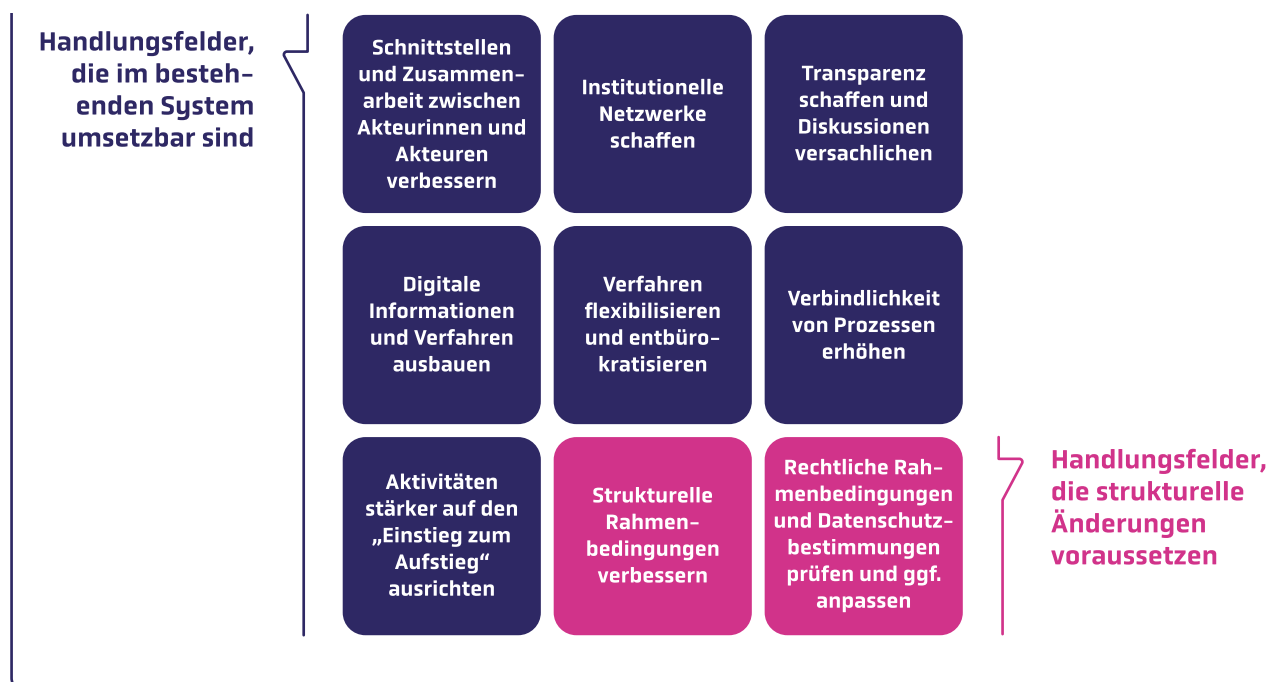 Handlungsfelder,
die im besteh-
enden System
umsetzbar sind
Schnittstellen
und Zusammen-
arbeit zwischen
Akteurinnen und
Akteuren
verbessern
Institutionelle
Netzwerke
schaffen
Transparenz
schaffen und
Diskussionen
versachlichen
Digitale
Informationen
und Verfahren
ausbauen
Verfahren
flexibilisieren
und entbüro-
kratisieren
Verbindlichkeit
von Prozessen
erhöhen
Aktivitäten
stärker auf den
„Einstieg zum
Aufstieg“
ausrichten
Strukturelle
Rahmen-
bedingungen
verbessern
Rechtliche Rah-
menbedingungen
und Datenschutz-
bestimmungen
prüfen und ggf.
anpassen
Handlungsfelder,
die strukturelle
Änderungen
voraussetzen